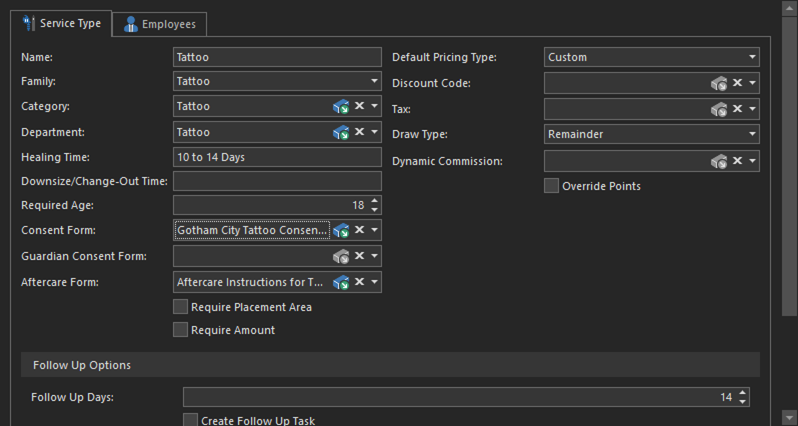 Service Type
Employees
Name: Tattoo
Family: Tattoo
Category: Tattoo
Department: Tattoo
Healing Time: 10 to 14 Days
Downsize/Change-Out Time:
Required Age: 18
Consent Form: Gotham City Tattoo Consen...
Guardian Consent Form:
Aftercare Form: Aftercare Instructions for T...
Require Placement Area
Require Amount
Default Pricing Type: Custom
Discount Code:
Tax:
Draw Type: Remainder
Dynamic Commission:
Override Points
Follow Up Options
Follow Up Days: 14
Create Follow Up Task